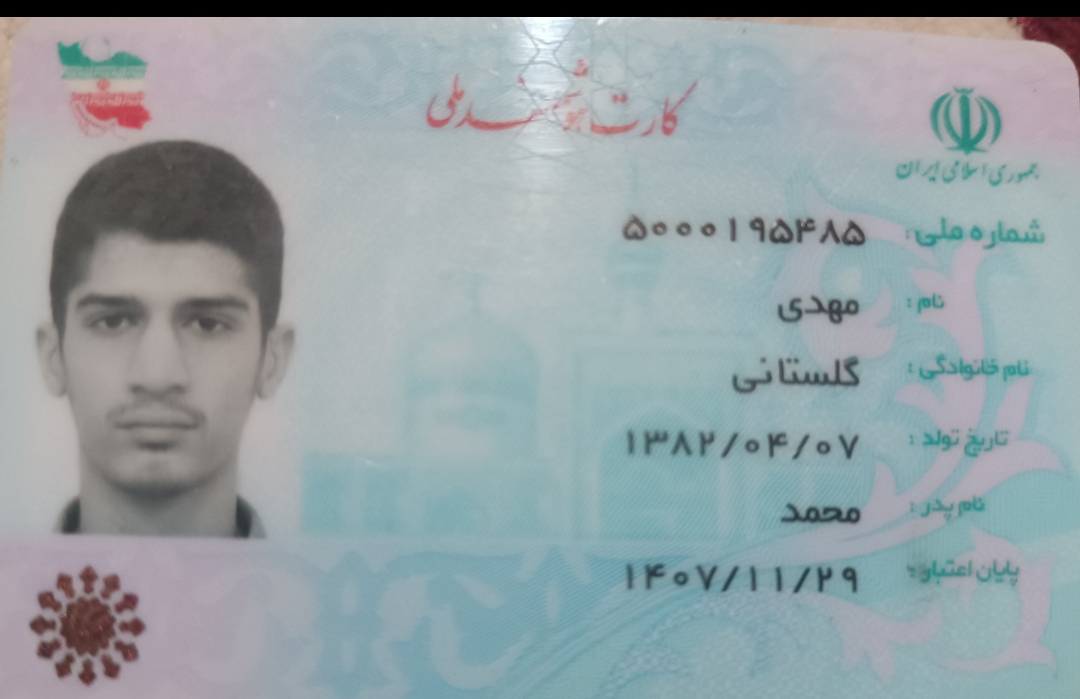 کارت هوشمند ملی
جمهوری اسلامی ایران
شماره ملی: ۵۰۰۰۱۹۵۴۸۵
نام: مهدی
نام خانوادگی: گلستانی
تاریخ تولد: ۱۳۸۲/۰۴/۰۷
نام پدر: محمد
پایان اعتبار: ۱۴۰۷/۱۱/۲۹